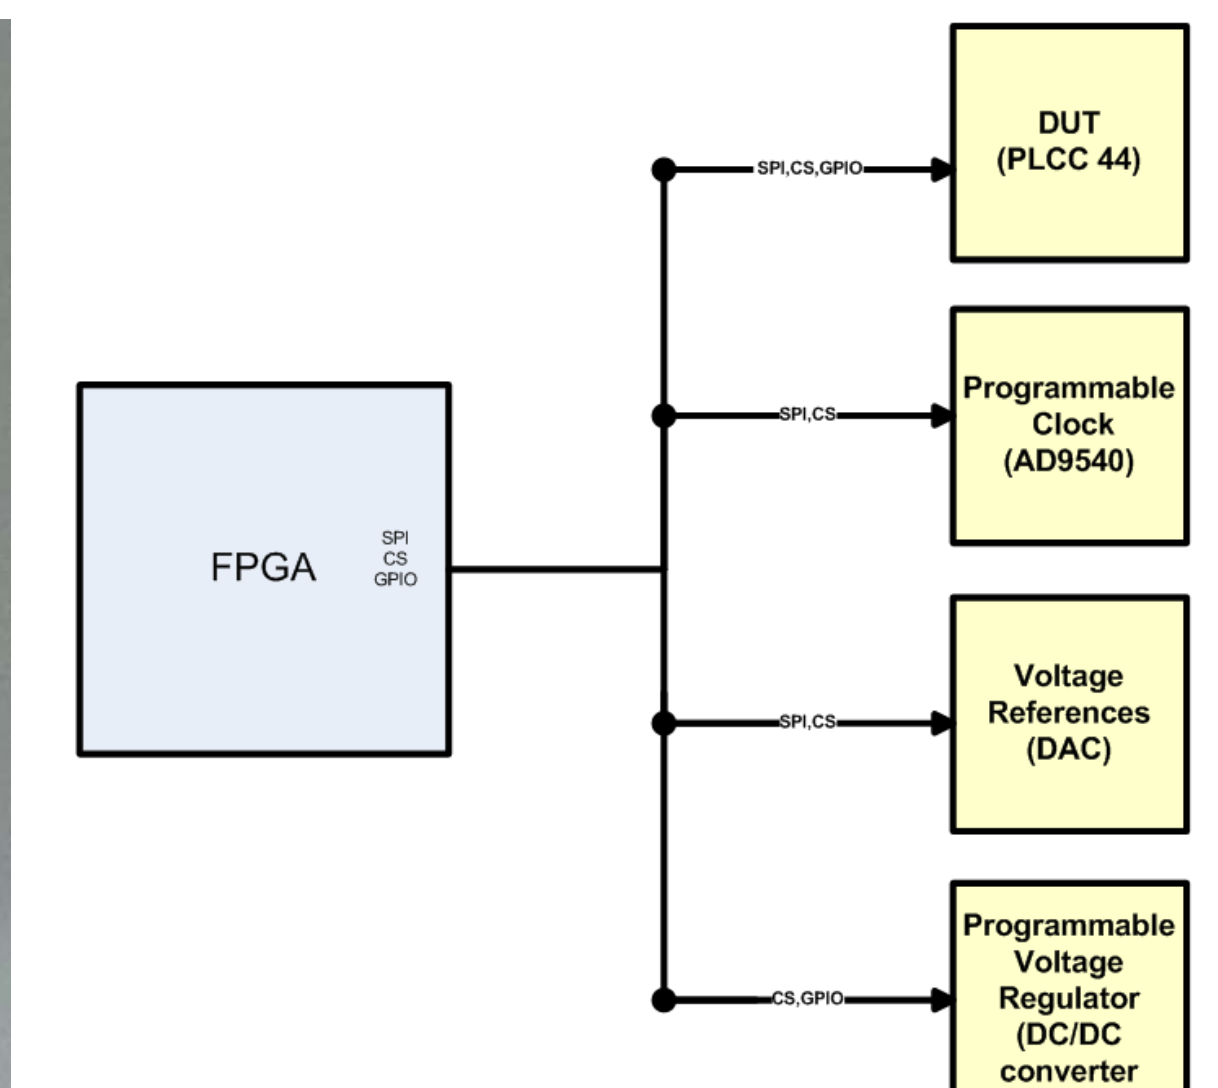 DUT
(PLCC 44)
SPI,CS,GPIO
Programmable
Clock
(AD9540)
SPI,CS
FPGA
SPI
CS
GPIO
Voltage
References
(DAC)
SPI,CS
Programmable
Voltage
Regulator
(DC/DC
converter
CS,GPIO